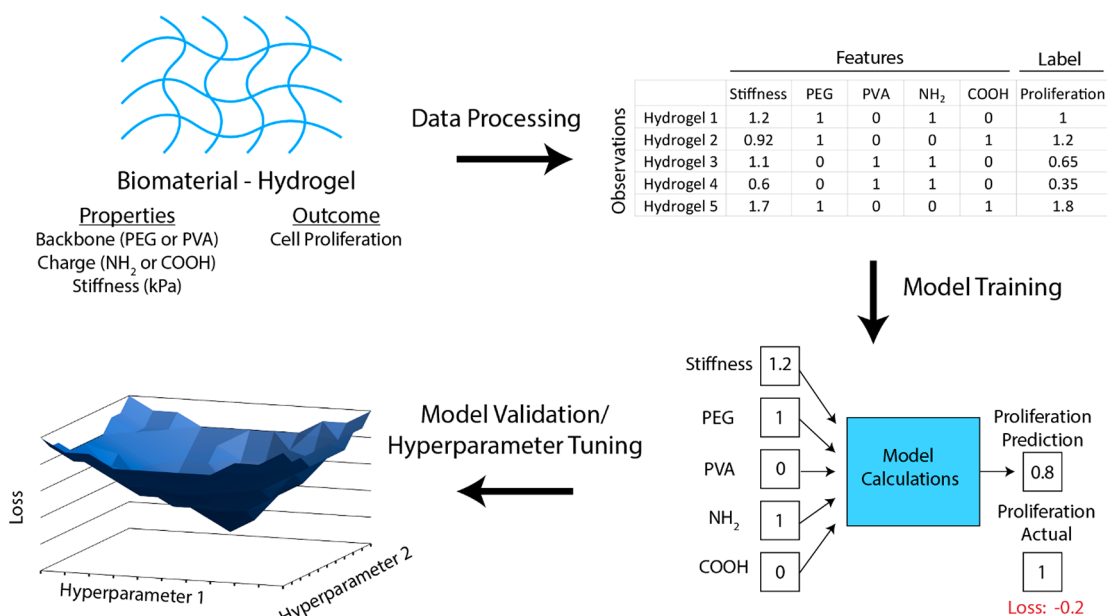 Biomaterial - Hydrogel
Properties
Backbone (PEG or PVA)
Charge (NH2 or COOH)
Stiffness (kPa)
Outcome
Cell Proliferation
Data Processing
Features Label
Stiffness PEG PVA NH2 COOH Proliferation
Observations
Hydrogel 1 1.2 1 0 1 0 1
Hydrogel 2 0.92 1 0 0 1 1.2
Hydrogel 3 1.1 0 1 1 0 0.65
Hydrogel 4 0.6 0 1 1 0 0.35
Hydrogel 5 1.7 1 0 0 1 1.8
Model Training
Stiffness 1.2
PEG 1
PVA 0
NH2 1
COOH 0
Model
Calculations
Proliferation
Prediction
0.8
Proliferation
Actual
1
Loss: -0.2
Model Validation/
Hyperparameter Tuning
Loss
Hyperparameter 1
Hyperparameter 2